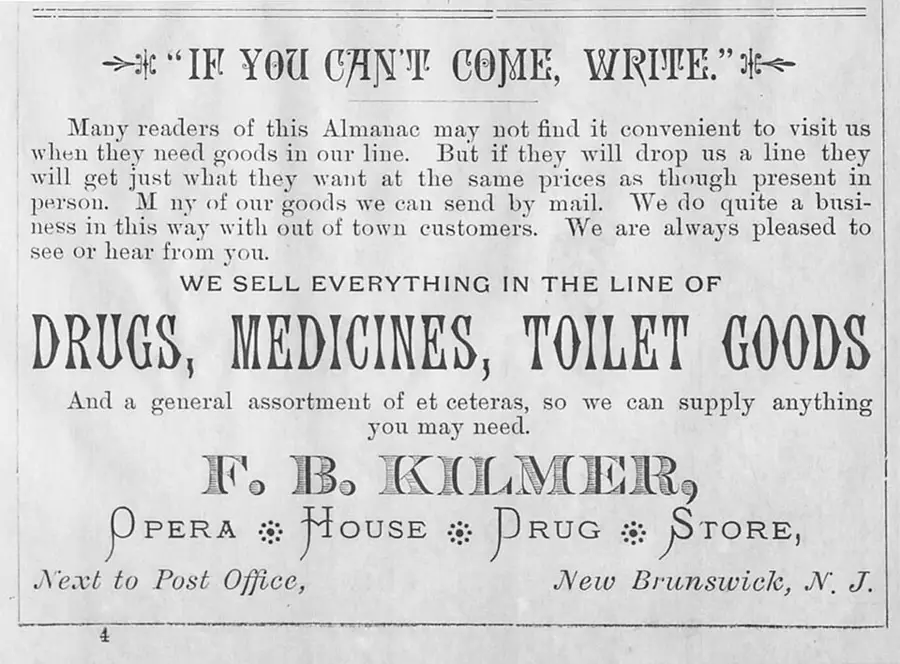 "IF YOU CAN'T COME, WRITE."
Many readers of this Almanac may not find it convenient to visit us
when they need goods in our line. But if they will drop us a line they
will get just what they want at the same prices as though present in
person. M ny of our goods we can send by mail. We do quite a busi-
ness in this way with out of town customers. We are always pleased to
see or hear from you.
WE SELL EVERYTHING IN THE LINE OF
DRUGS, MEDICINES, TOILET GOODS
And a general assortment of et ceteras, so we can supply anything
you may need.
F. B. KILMER,
OPERA HOUSE DRUG STORE,
Next to Post Office, New Brunswick, N. J.
4